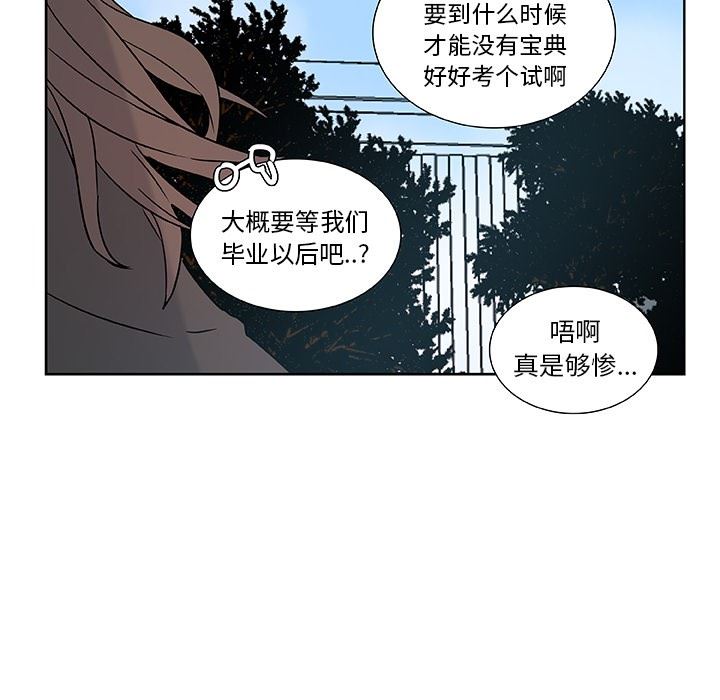 要到什么时候
才能没有宝典
好好考个试啊
大概要等我们
毕业以后吧..?
唔啊
真是够惨...